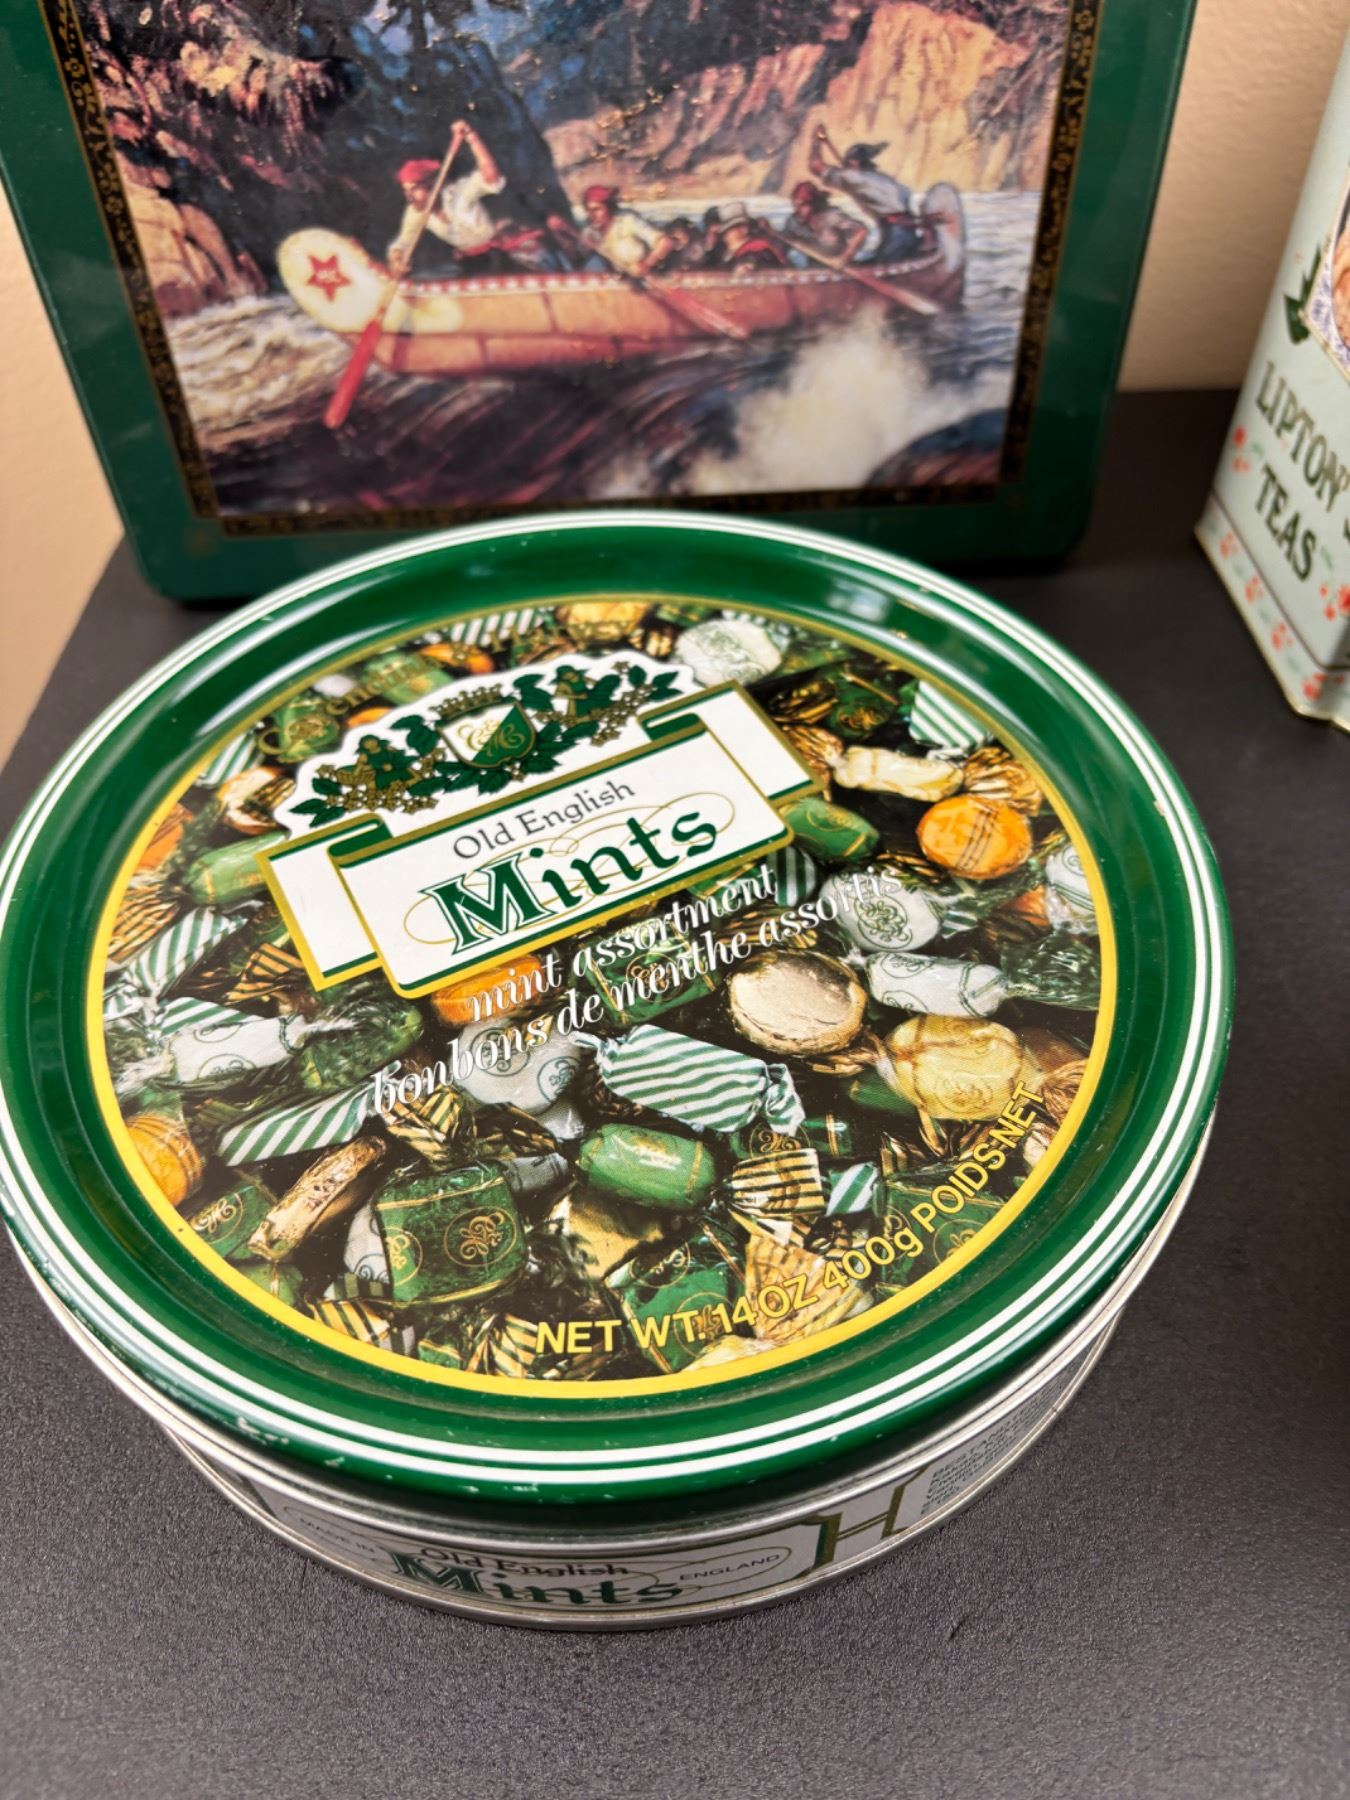 LIPTON
TEAS
Old English
Mints
mint assortment
bonbons de menthe assortis
NET WT. 14 OZ 400g POIDS NET
MADE IN
Old English
Mints
ENGLAND